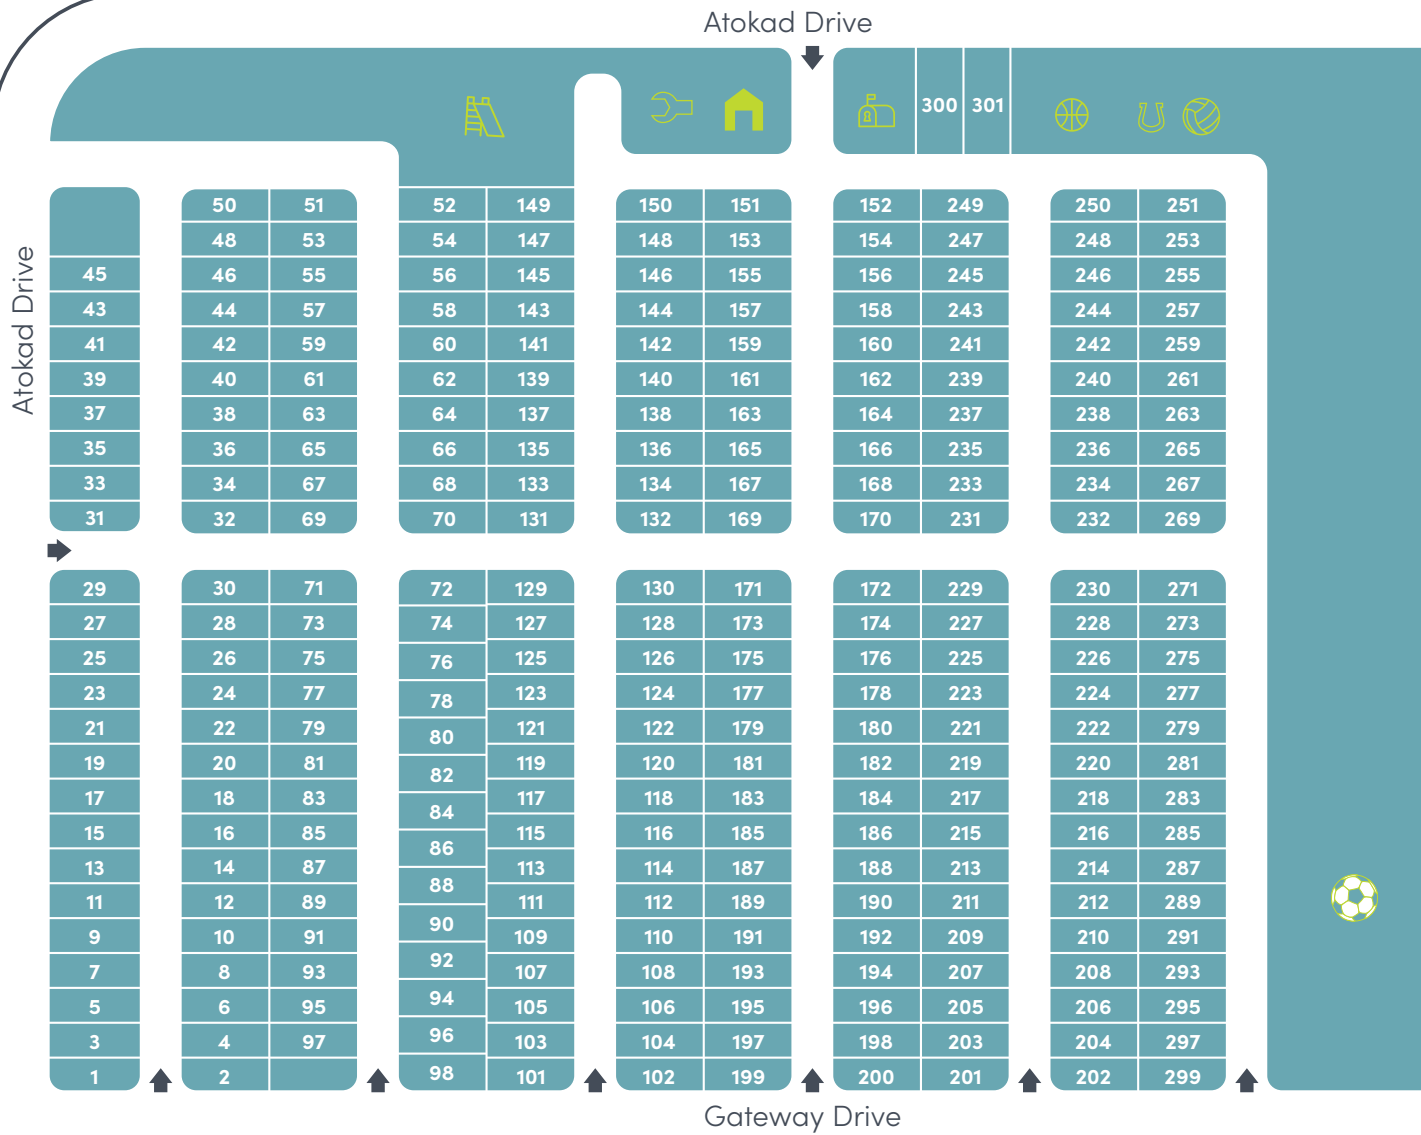 Atokad Drive
300 301
Atokad Drive
50 51 52 149 150 151 152 249 250 251
48 53 54 147 148 153 154 247 248 253
45 46 55 56 145 146 155 156 245 246 255
43 44 57 58 143 144 157 158 243 244 257
41 42 59 60 141 142 159 160 241 242 259
39 40 61 62 139 140 161 162 239 240 261
37 38 63 64 137 138 163 164 237 238 263
35 36 65 66 135 136 165 166 235 236 265
33 34 67 68 133 134 167 168 233 234 267
31 32 69 70 131 132 169 170 231 232 269
29 30 71 72 129 130 171 172 229 230 271
27 28 73 74 127 128 173 174 227 228 273
25 26 75 76 125 126 175 176 225 226 275
23 24 77 78 123 124 177 178 223 224 277
21 22 79 80 121 122 179 180 221 222 279
19 20 81 82 119 120 181 182 219 220 281
17 18 83 84 117 118 183 184 217 218 283
15 16 85 86 115 116 185 186 215 216 285
13 14 87 88 113 114 187 188 213 214 287
11 12 89 90 111 112 189 190 211 212 289
9 10 91 92 109 110 191 192 209 210 291
7 8 93 94 107 108 193 194 207 208 293
5 6 95 96 105 106 195 196 205 206 295
3 4 97 98 103 104 197 198 203 204 297
1 2 101 102 199 200 201 202 299
Gateway Drive